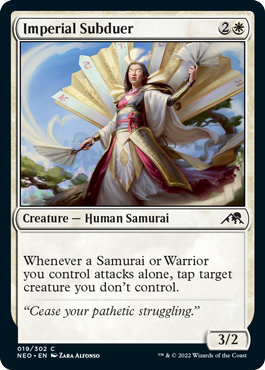 Imperial Subduer 2
Creature — Human Samurai
Whenever a Samurai or Warrior
you control attacks alone, tap target
creature you don't control.
"Cease your pathetic struggling."
3/2
019/302 C
NEO • EN ZARA ALFONSO
™ & © 2022 Wizards of the Coast